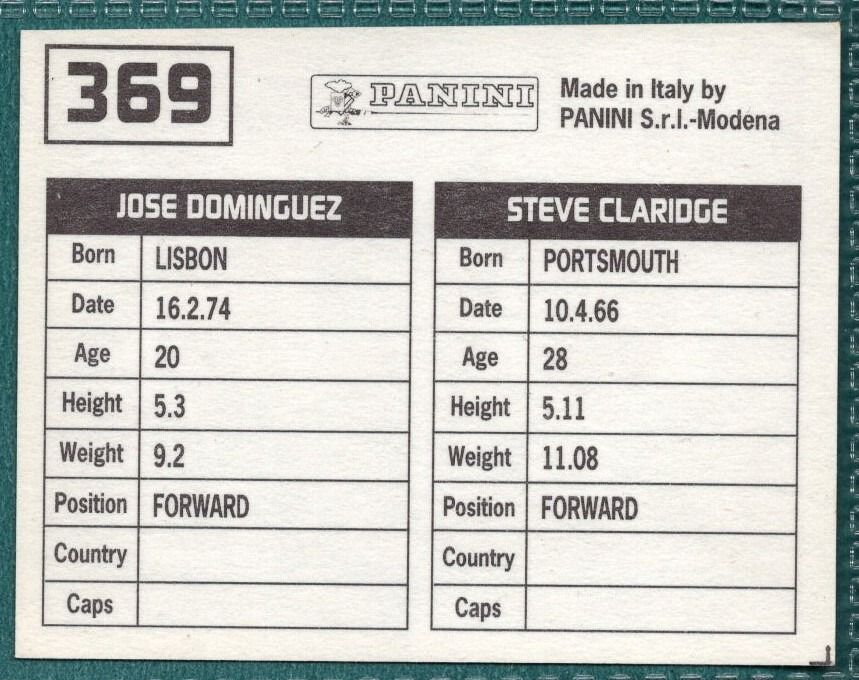 369
PANINI
Made in Italy by
PANINI S.r.l.-Modena
JOSE DOMINGUEZ
Born LISBON
Date 16.2.74
Age 20
Height 5.3
Weight 9.2
Position FORWARD
Country
Caps
STEVE CLARIDGE
Born PORTSMOUTH
Date 10.4.66
Age 28
Height 5.11
Weight 11.08
Position FORWARD
Country
Caps